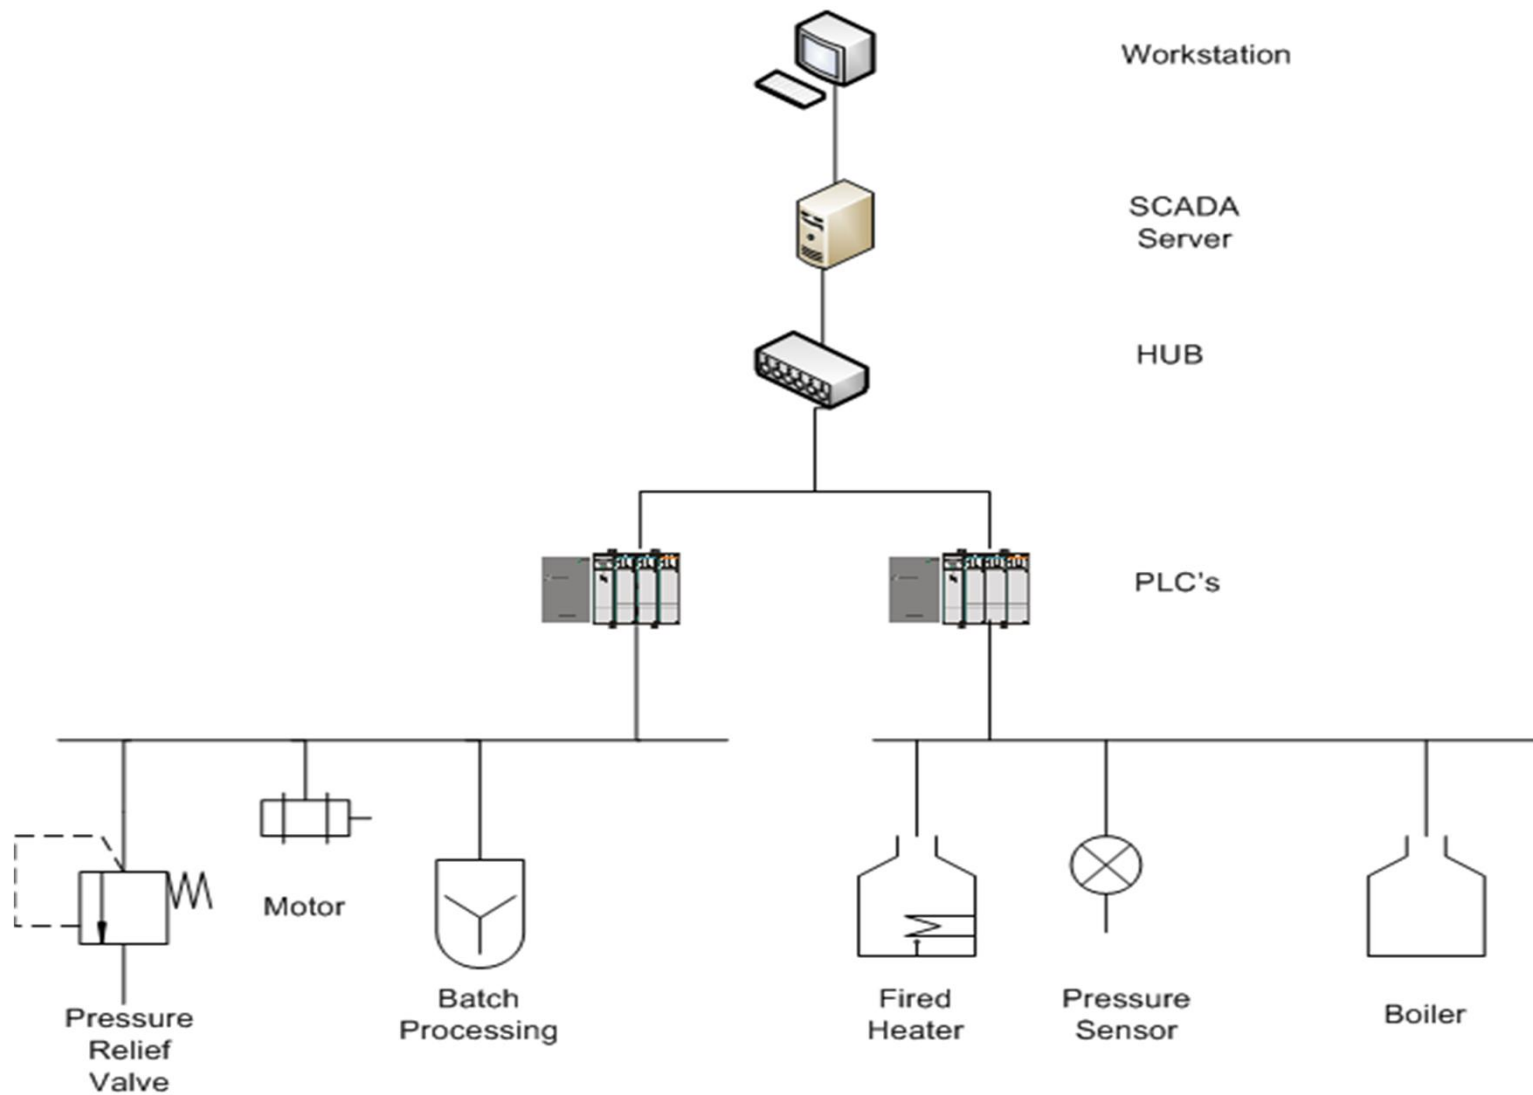 Workstation
SCADA
Server
HUB
PLC's
Motor
Pressure
Relief
Valve
Batch
Processing
Fired
Heater
Pressure
Sensor
Boiler